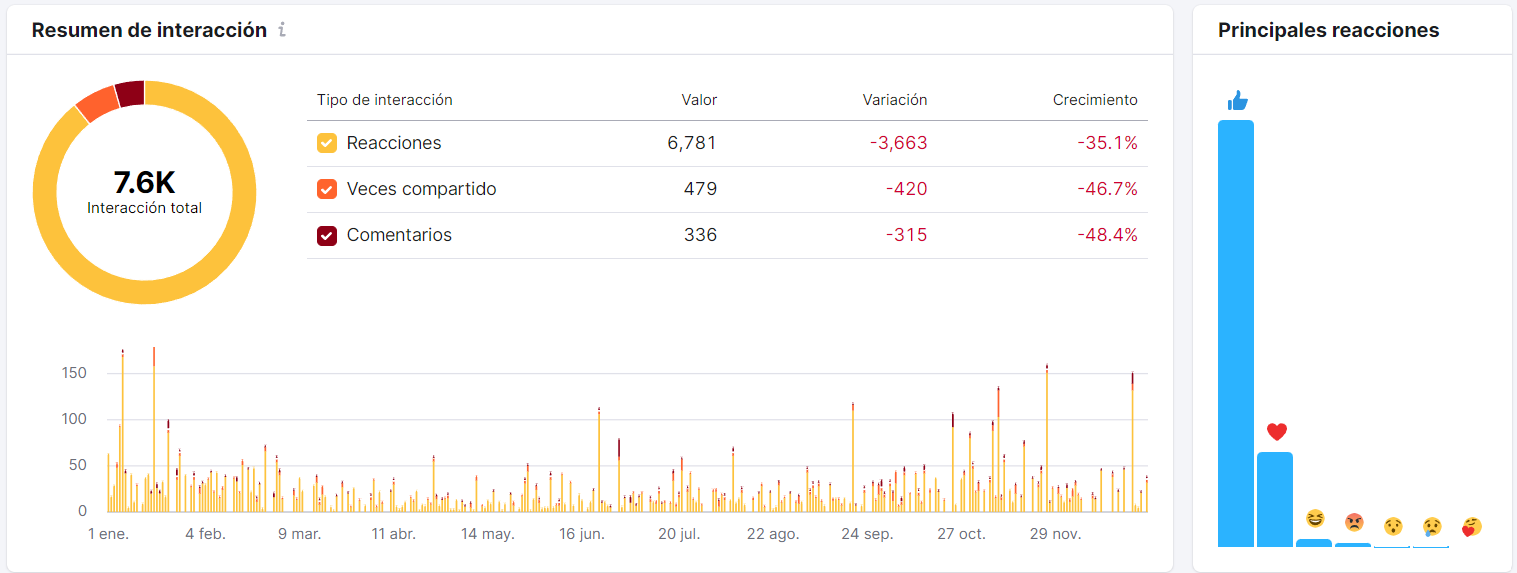 Resumen de interacción i
7.6K
Interacción total
Tipo de interacción Valor Variación Crecimiento
Reacciones 6,781 -3,663 -35.1%
Veces compartido 479 -420 -46.7%
Comentarios 336 -315 -48.4%
150
100
50
0
1 ene. 4 feb. 9 mar. 11 abr. 14 may. 16 jun. 20 jul. 22 ago. 24 sep. 27 oct. 29 nov.
Principales reacciones